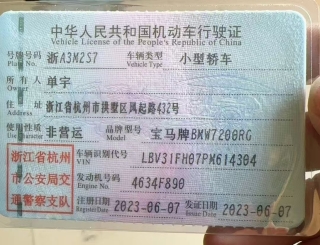 中华人民共和国机动车行驶证
Vehicle License of the People's Republic of China
号牌号码 浙A3M2S7 车辆类型 小型轿车
Plate No. Vehicle Type
所有人 单宇
Owner
住址 浙江省杭州市拱墅区凤起路432号
Address
使用性质 非营运 品牌型号 宝马牌BMW7200RG
Use Character Model
浙江省杭州市公安局交通警察支队
车辆识别代号 LBV31FH07PM614304
VIN
发动机号码 4634F890
Engine No.
注册日期 2023-06-07 发证日期 2023-06-07
Register Date Issue Date